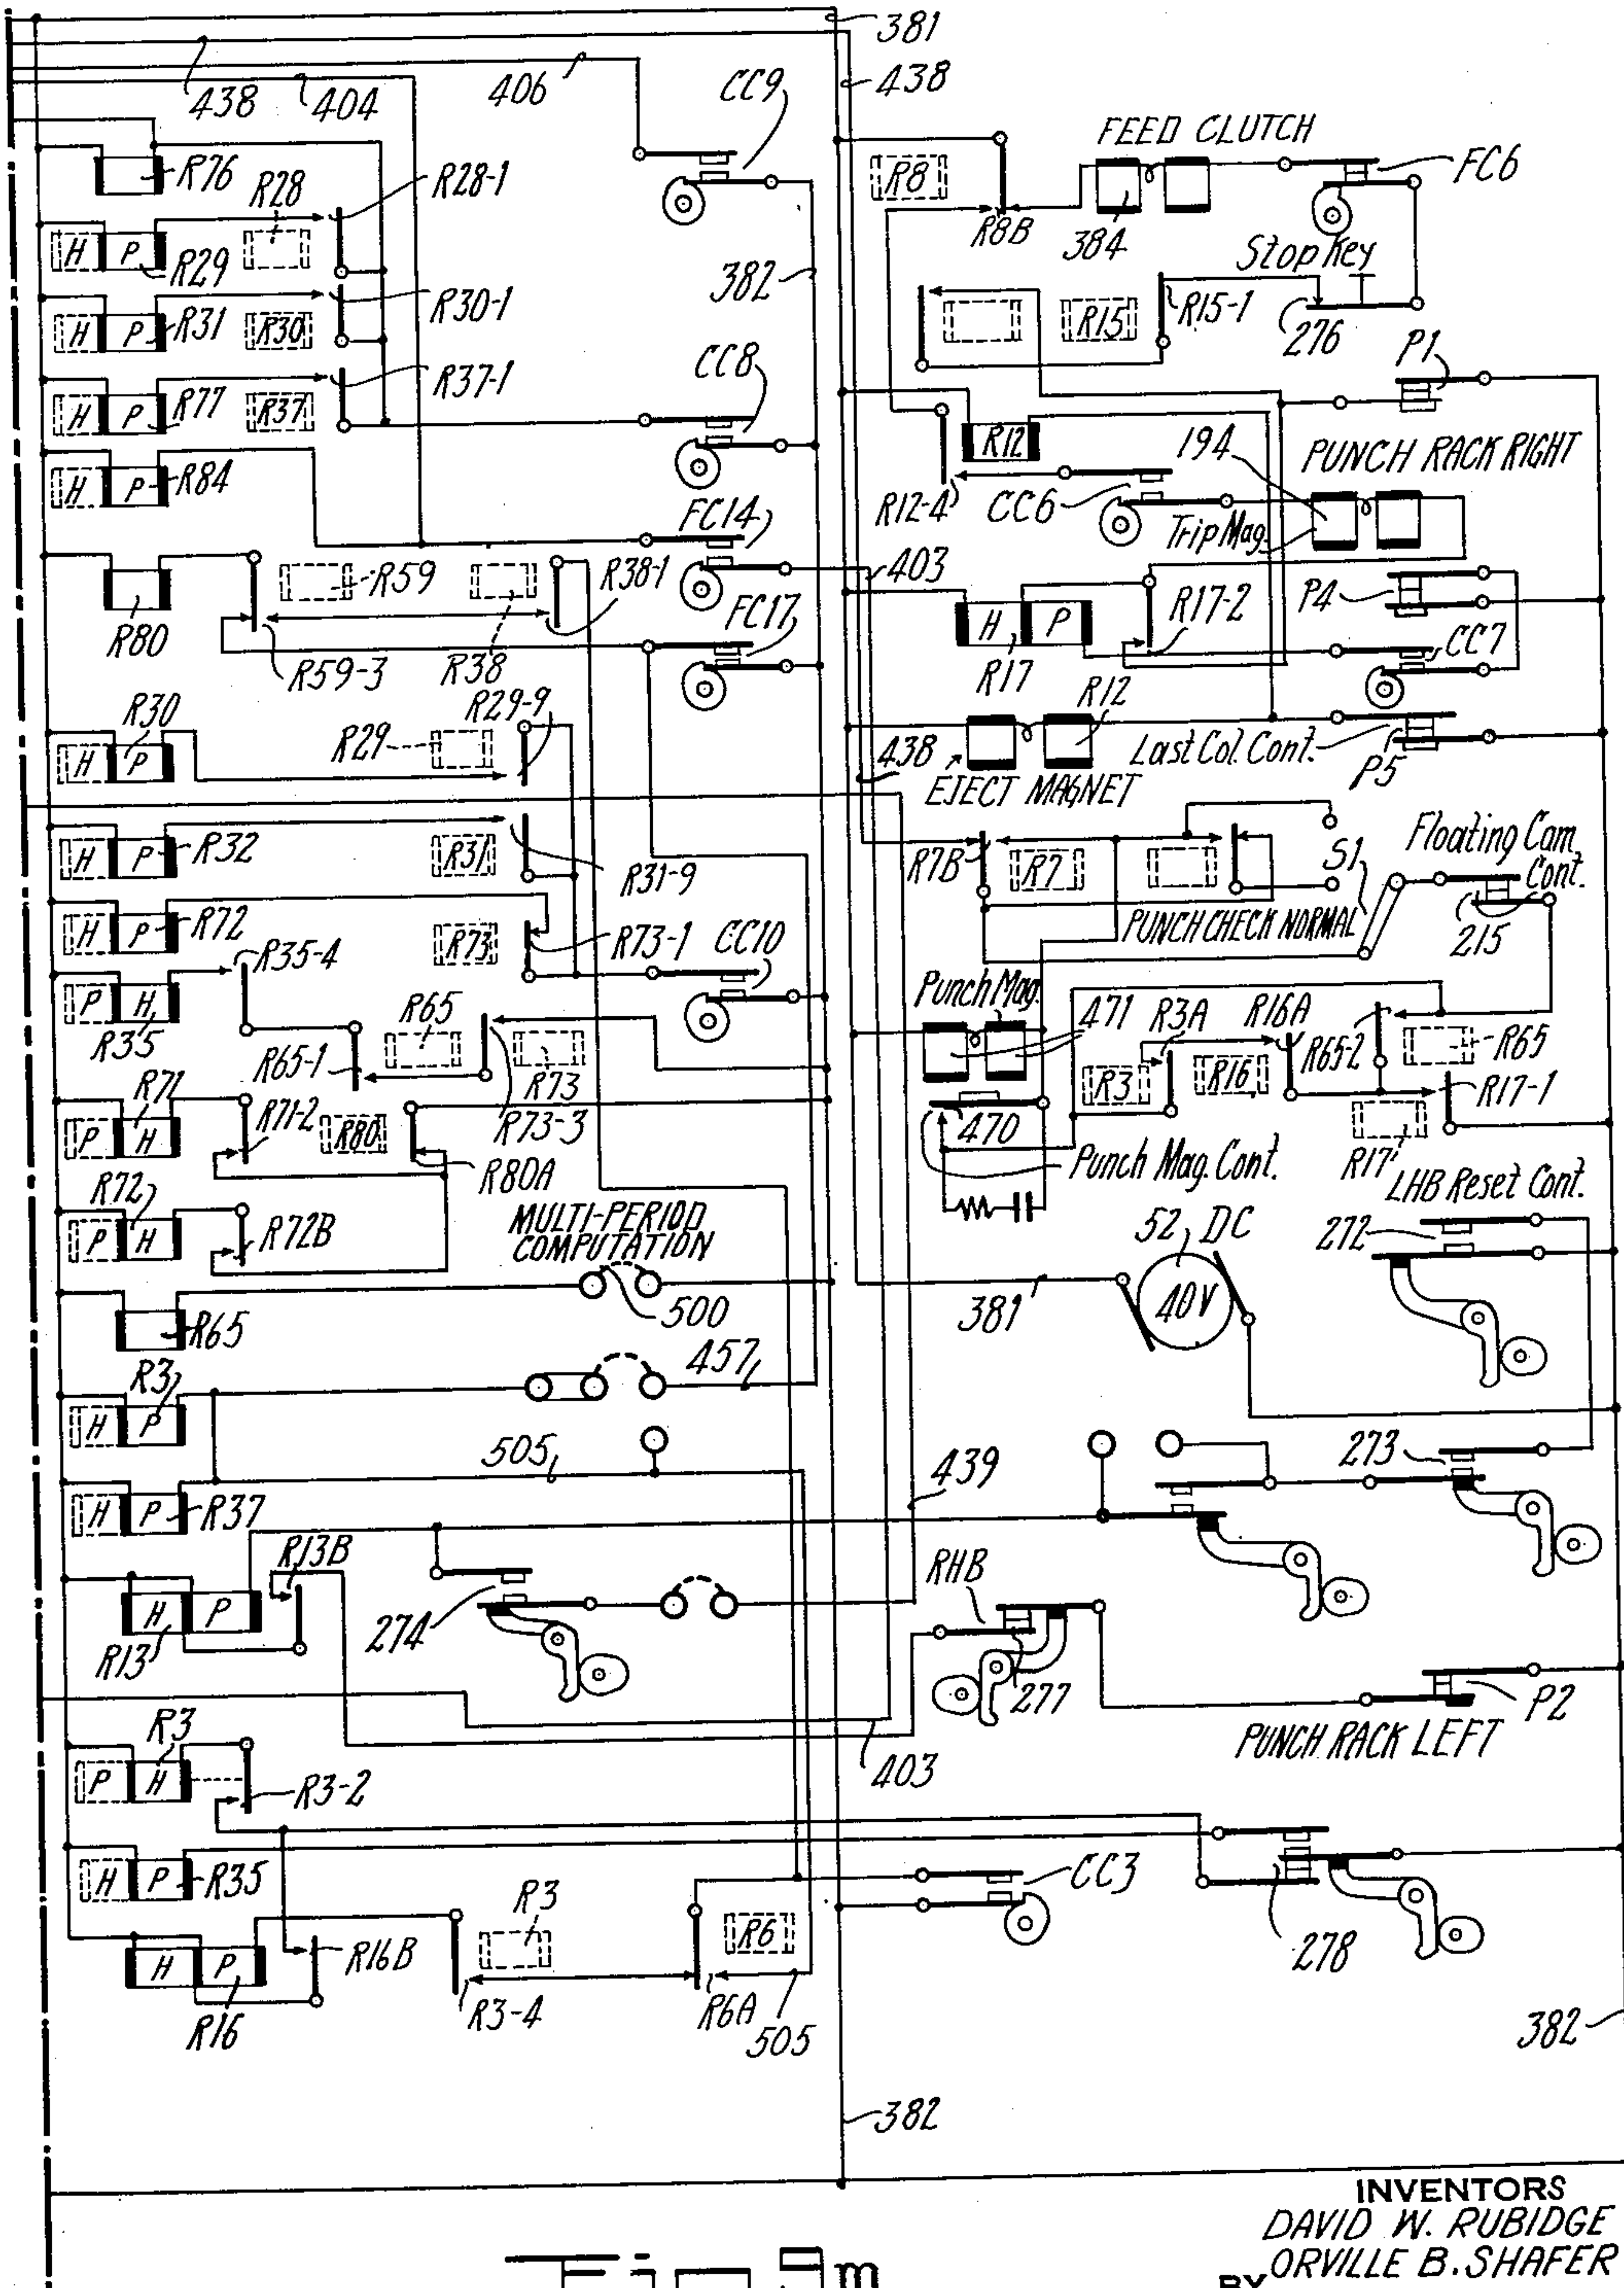 381
438
404
406
CC9
438
FEED CLUTCH
R76
R28
R28-1
R8
FC6
R8B
384
H P R29
382
Stop Key
H P R31
R30
R30-1
R15
R15-1
276
P1
H P R77
R37
R37-1
CC8
R12
194
PUNCH RACK RIGHT
H P R84
R12-4
CC6
Trip Mag.
FC14
R59
R38-1
403
P4
R80
R59-3
R38
FC17
H P
R17
R17-2
CC7
R30
H P
R29
R29-9
R12
438
EJECT MAGNET
Last Col. Cont.
P5
H P R32
R31
R31-9
R7B
R7
S1
Floating Cam
Cont.
PUNCH CHECK NORMAL
215
H P R72
R73
R73-1
CC10
R35-4
P H
R35
R65-1
R65
R73
R73-3
Punch Mag.
471
R3A
R3
R16A
R16
R65-2
R65
R17-1
R17
R71
P H
R71-2
R80
R80A
470
Punch Mag. Cont.
LHB Reset Cont.
R72
P H
R72B
MULTI-PERIOD
COMPUTATION
52
DC
40V
272
500
381
R65
457
R3
H P
505
439
273
H P R37
R13B
H P
R13
274
RHB
277
P2
PUNCH RACK LEFT
403
R3
P H
R3-2
H P R35
CC3
278
R3
R6
H P
R16
R16B
R3-4
R6A
505
382
382
INVENTORS
DAVID W. RUBIDGE
ORVILLE B. SHAFER
BY
m